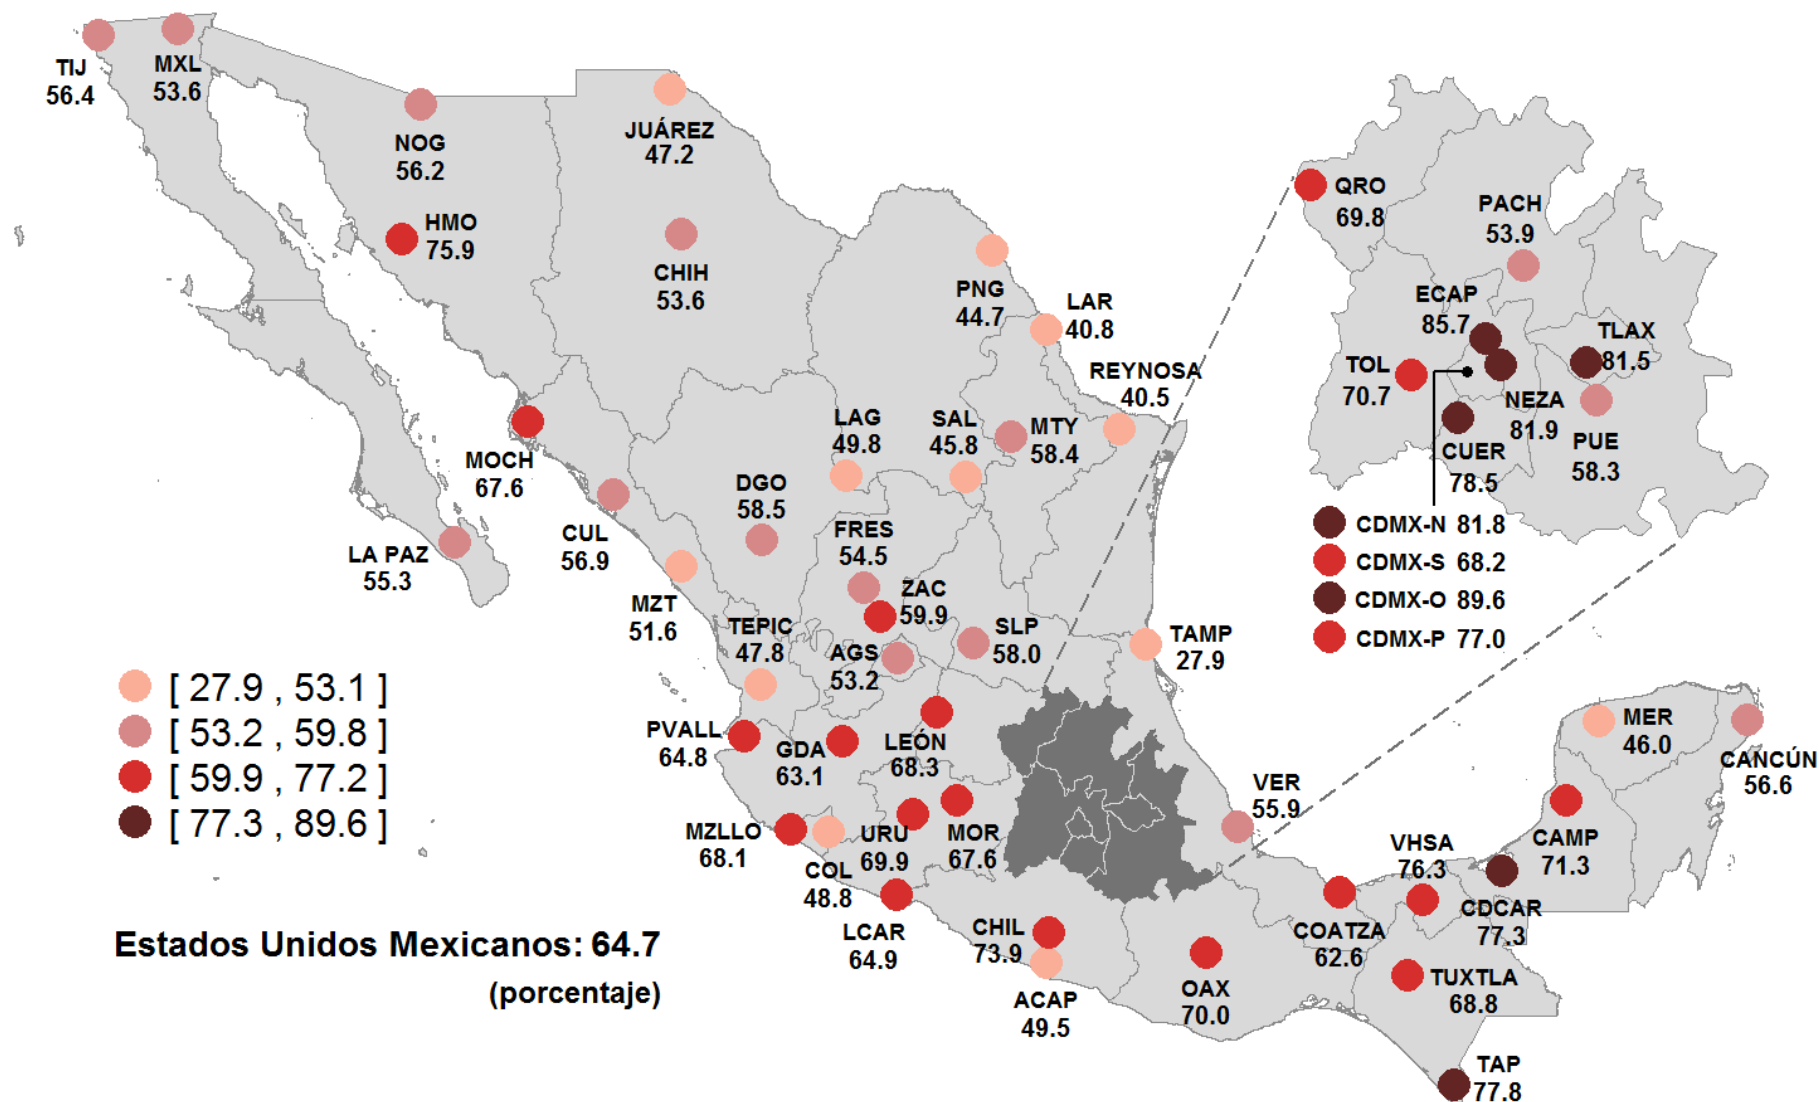 TIJ
56.4
MXL
53.6
NOG
56.2
HMO
75.9
JUÁREZ
47.2
CHIH
53.6
PNG
44.7
LAR
40.8
REYNOSA
40.5
LAG
49.8
SAL
45.8
MTY
58.4
MOCH
67.6
CUL
56.9
DGO
58.5
LA PAZ
55.3
MZT
51.6
FRES
54.5
ZAC
59.9
TEPIC
47.8
AGS
53.2
SLP
58.0
TAMP
27.9
PVALL
64.8
GDA
63.1
LEÓN
68.3
MZLLO
68.1
COL
48.8
URU
69.9
MOR
67.6
LCAR
64.9
CHIL
73.9
ACAP
49.5
OAX
70.0
VER
55.9
COATZA
62.6
VHSA
76.3
CDCAR
77.3
CAMP
71.3
MER
46.0
CANCÚN
56.6
TUXTLA
68.8
TAP
77.8
QRO
69.8
PACH
53.9
ECAP
85.7
TLAX
81.5
TOL
70.7
NEZA
81.9
CUER
78.5
PUE
58.3
CDMX-N 81.8
CDMX-S 68.2
CDMX-O 89.6
CDMX-P 77.0
[ 27.9 , 53.1 ]
[ 53.2 , 59.8 ]
[ 59.9 , 77.2 ]
[ 77.3 , 89.6 ]
Estados Unidos Mexicanos: 64.7
(porcentaje)